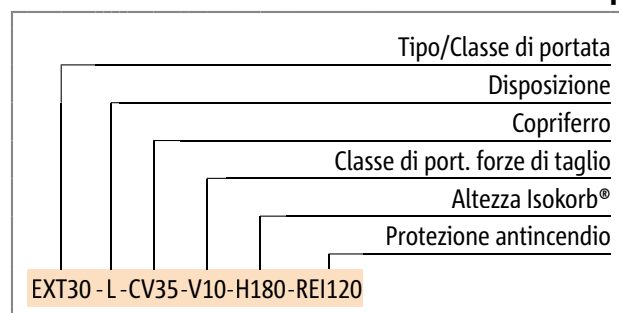 Tipo/Classe di portata
Disposizione
Copriferro
Classe di port. forze di taglio
Altezza Isokorb®
Protezione antincendio
EXT30 -L -CV35-V10-H180-REI120